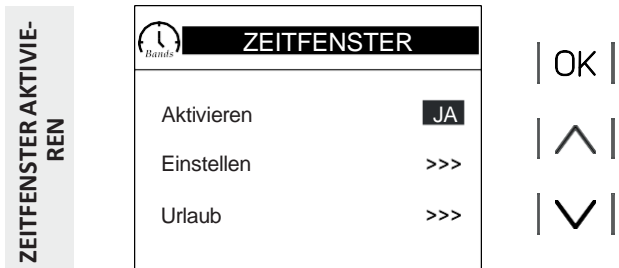 ZEITFENSTER AKTIVIE-
REN
Bands
ZEITFENSTER
Aktivieren JA
Einstellen >>>
Urlaub >>>
OK